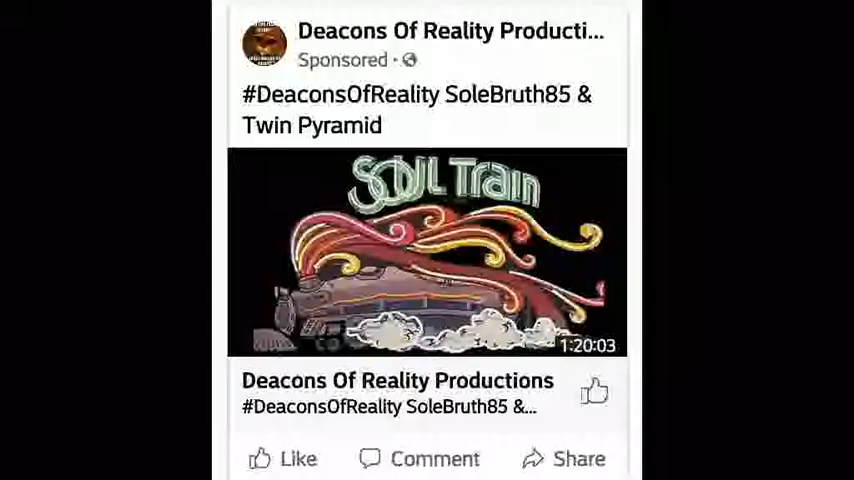 Deacons Of Reality Producti...
Sponsored ·
#DeaconsOfReality SoleBruth85 &
Twin Pyramid
SOUL Train
1:20:03
Deacons Of Reality Productions
#DeaconsOfReality SoleBruth85 &...
Like Comment Share